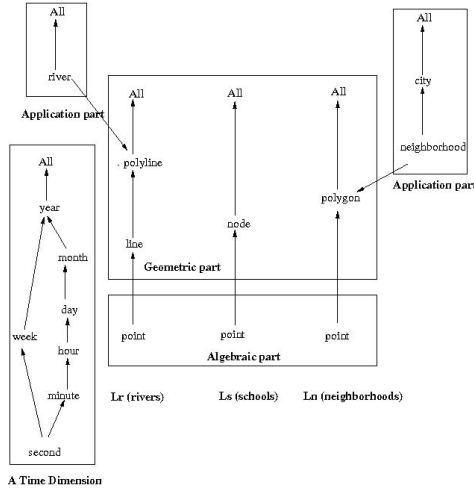 All
river
Application part
All
city
neighborhood
Application part
All
All
All
. polyline
polygon
node
line
Geometric part
point
point
point
Algebraic part
Lr (rivers)
Ls (schools)
Ln (neighborhoods)
All
year
month
day
week
hour
minute
second
A Time Dimension